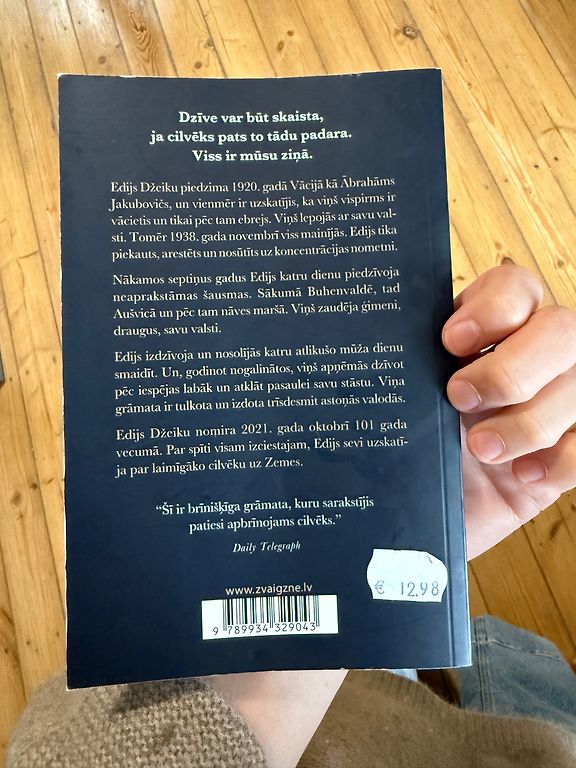 Dzīve var būt skaista,
ja cilvēks pats to tādu padara.
Viss ir mūsu ziņā.
Edijs Džeiku piedzima 1920. gadā Vācijā kā Ābrahāms
Jakubovičs, un vienmēr ir uzskatījis, ka viņš vispirms ir
vācietis un tikai pēc tam ebrejs. Viņš lepojās ar savu val-
sti. Tomēr 1938. gada novembrī viss mainījās. Edijs tika
piekauts, arestēts un nosūtīts uz koncentrācijas nometni.
Nākamos septiņus gadus Edijs katru dienu piedzīvoja
neaprakstāmas šausmas. Sākumā Buhenvaldē, tad
Aušvicā un pēc tam nāves maršā. Viņš zaudēja ģimeni,
draugus, savu valsti.
Edijs izdzīvoja un nosolījās katru atlikušo mūža dienu
smaidīt. Un, godinot nogalinātos, viņš apņēmās dzīvot
pēc iespējas labāk un atklāt pasaulei savu stāstu. Viņa
grāmata ir tulkota un izdota trīsdesmit astoņās valodās.
Edijs Džeiku nomira 2021. gada oktobrī 101 gada
vecumā. Par spīti visam izciestajam, Edijs sevi uzskatī-
ja par laimīgāko cilvēku uz Zemes.
“Šī ir brīnišķīga grāmata, kuru sarakstījis
patiesi apbrīnojams cilvēks.”
Daily Telegraph
€ 12.98
www.zvaigzne.lv
9 789934 329043